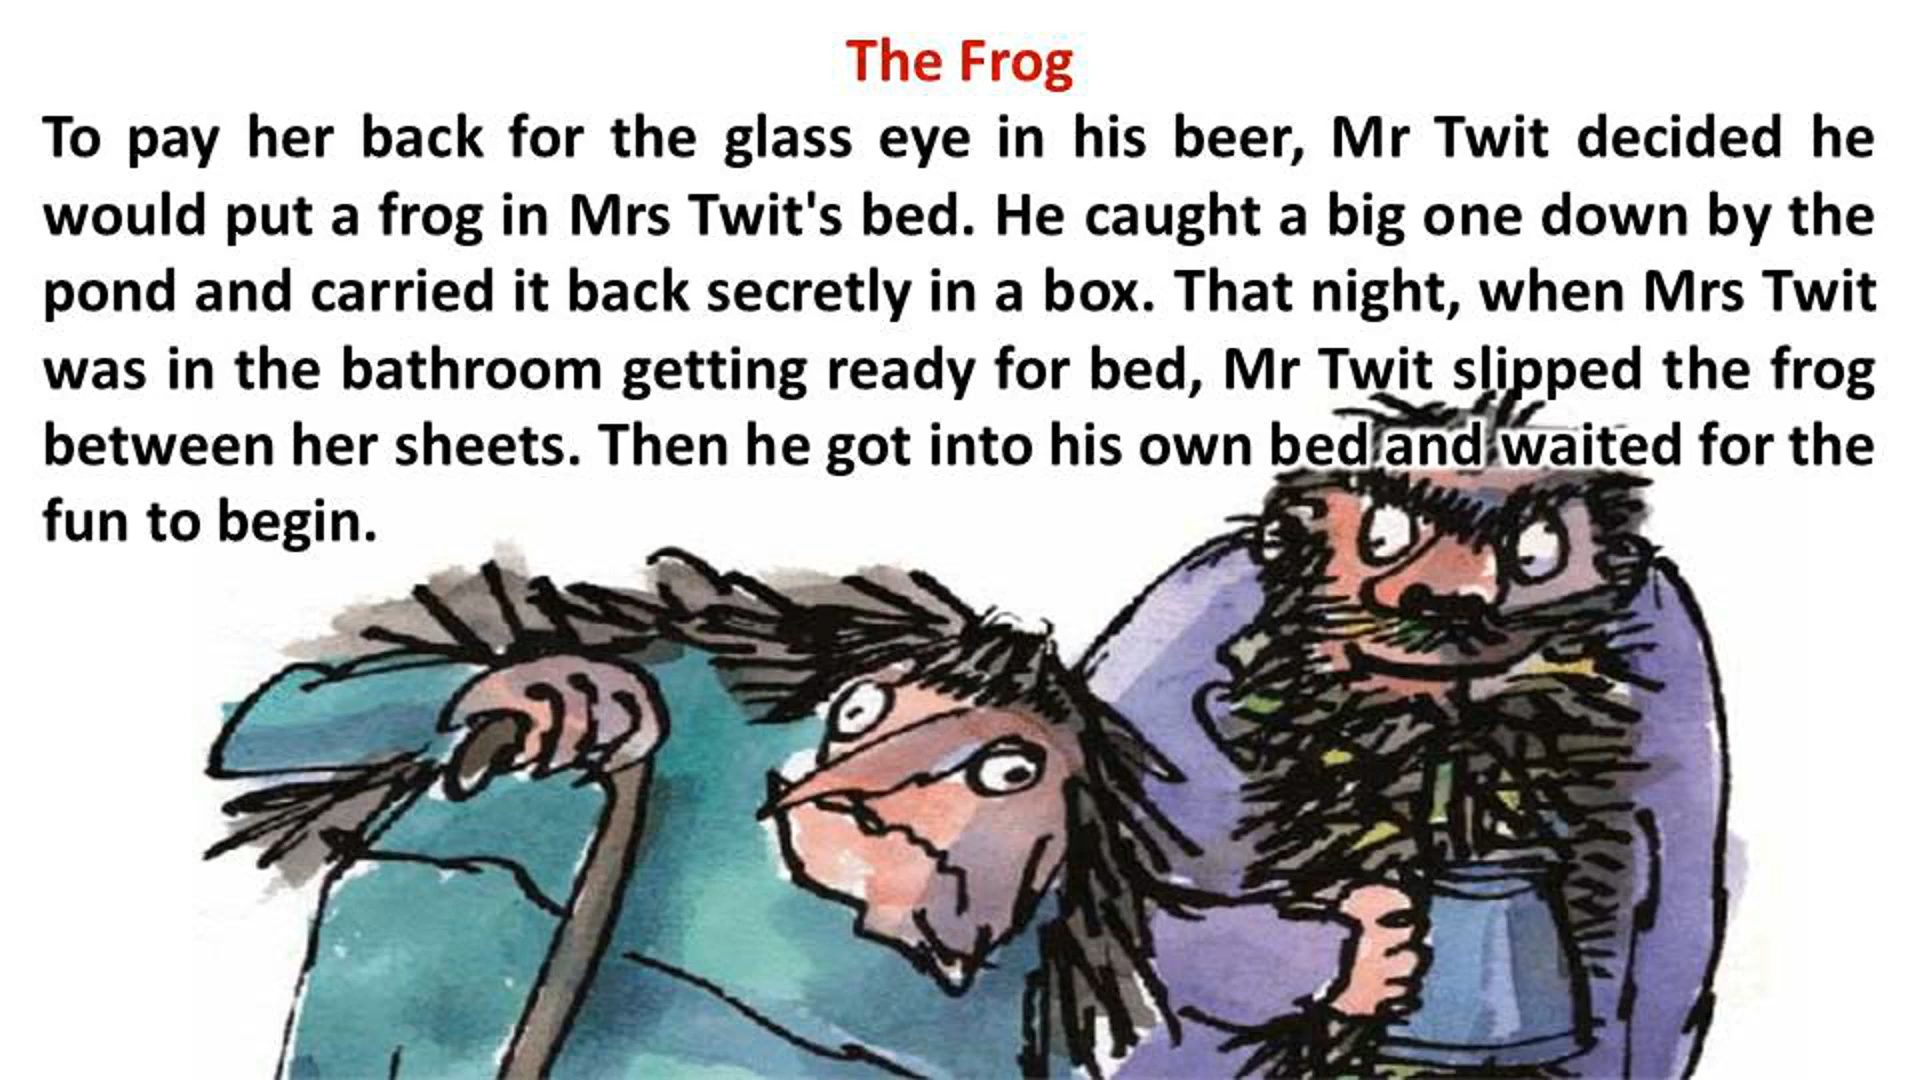 The Frog
To pay her back for the glass eye in his beer, Mr Twit decided he
would put a frog in Mrs Twit's bed. He caught a big one down by the
pond and carried it back secretly in a box. That night, when Mrs Twit
was in the bathroom getting ready for bed, Mr Twit slipped the frog
between her sheets. Then he got into his own bed and waited for the
fun to begin.